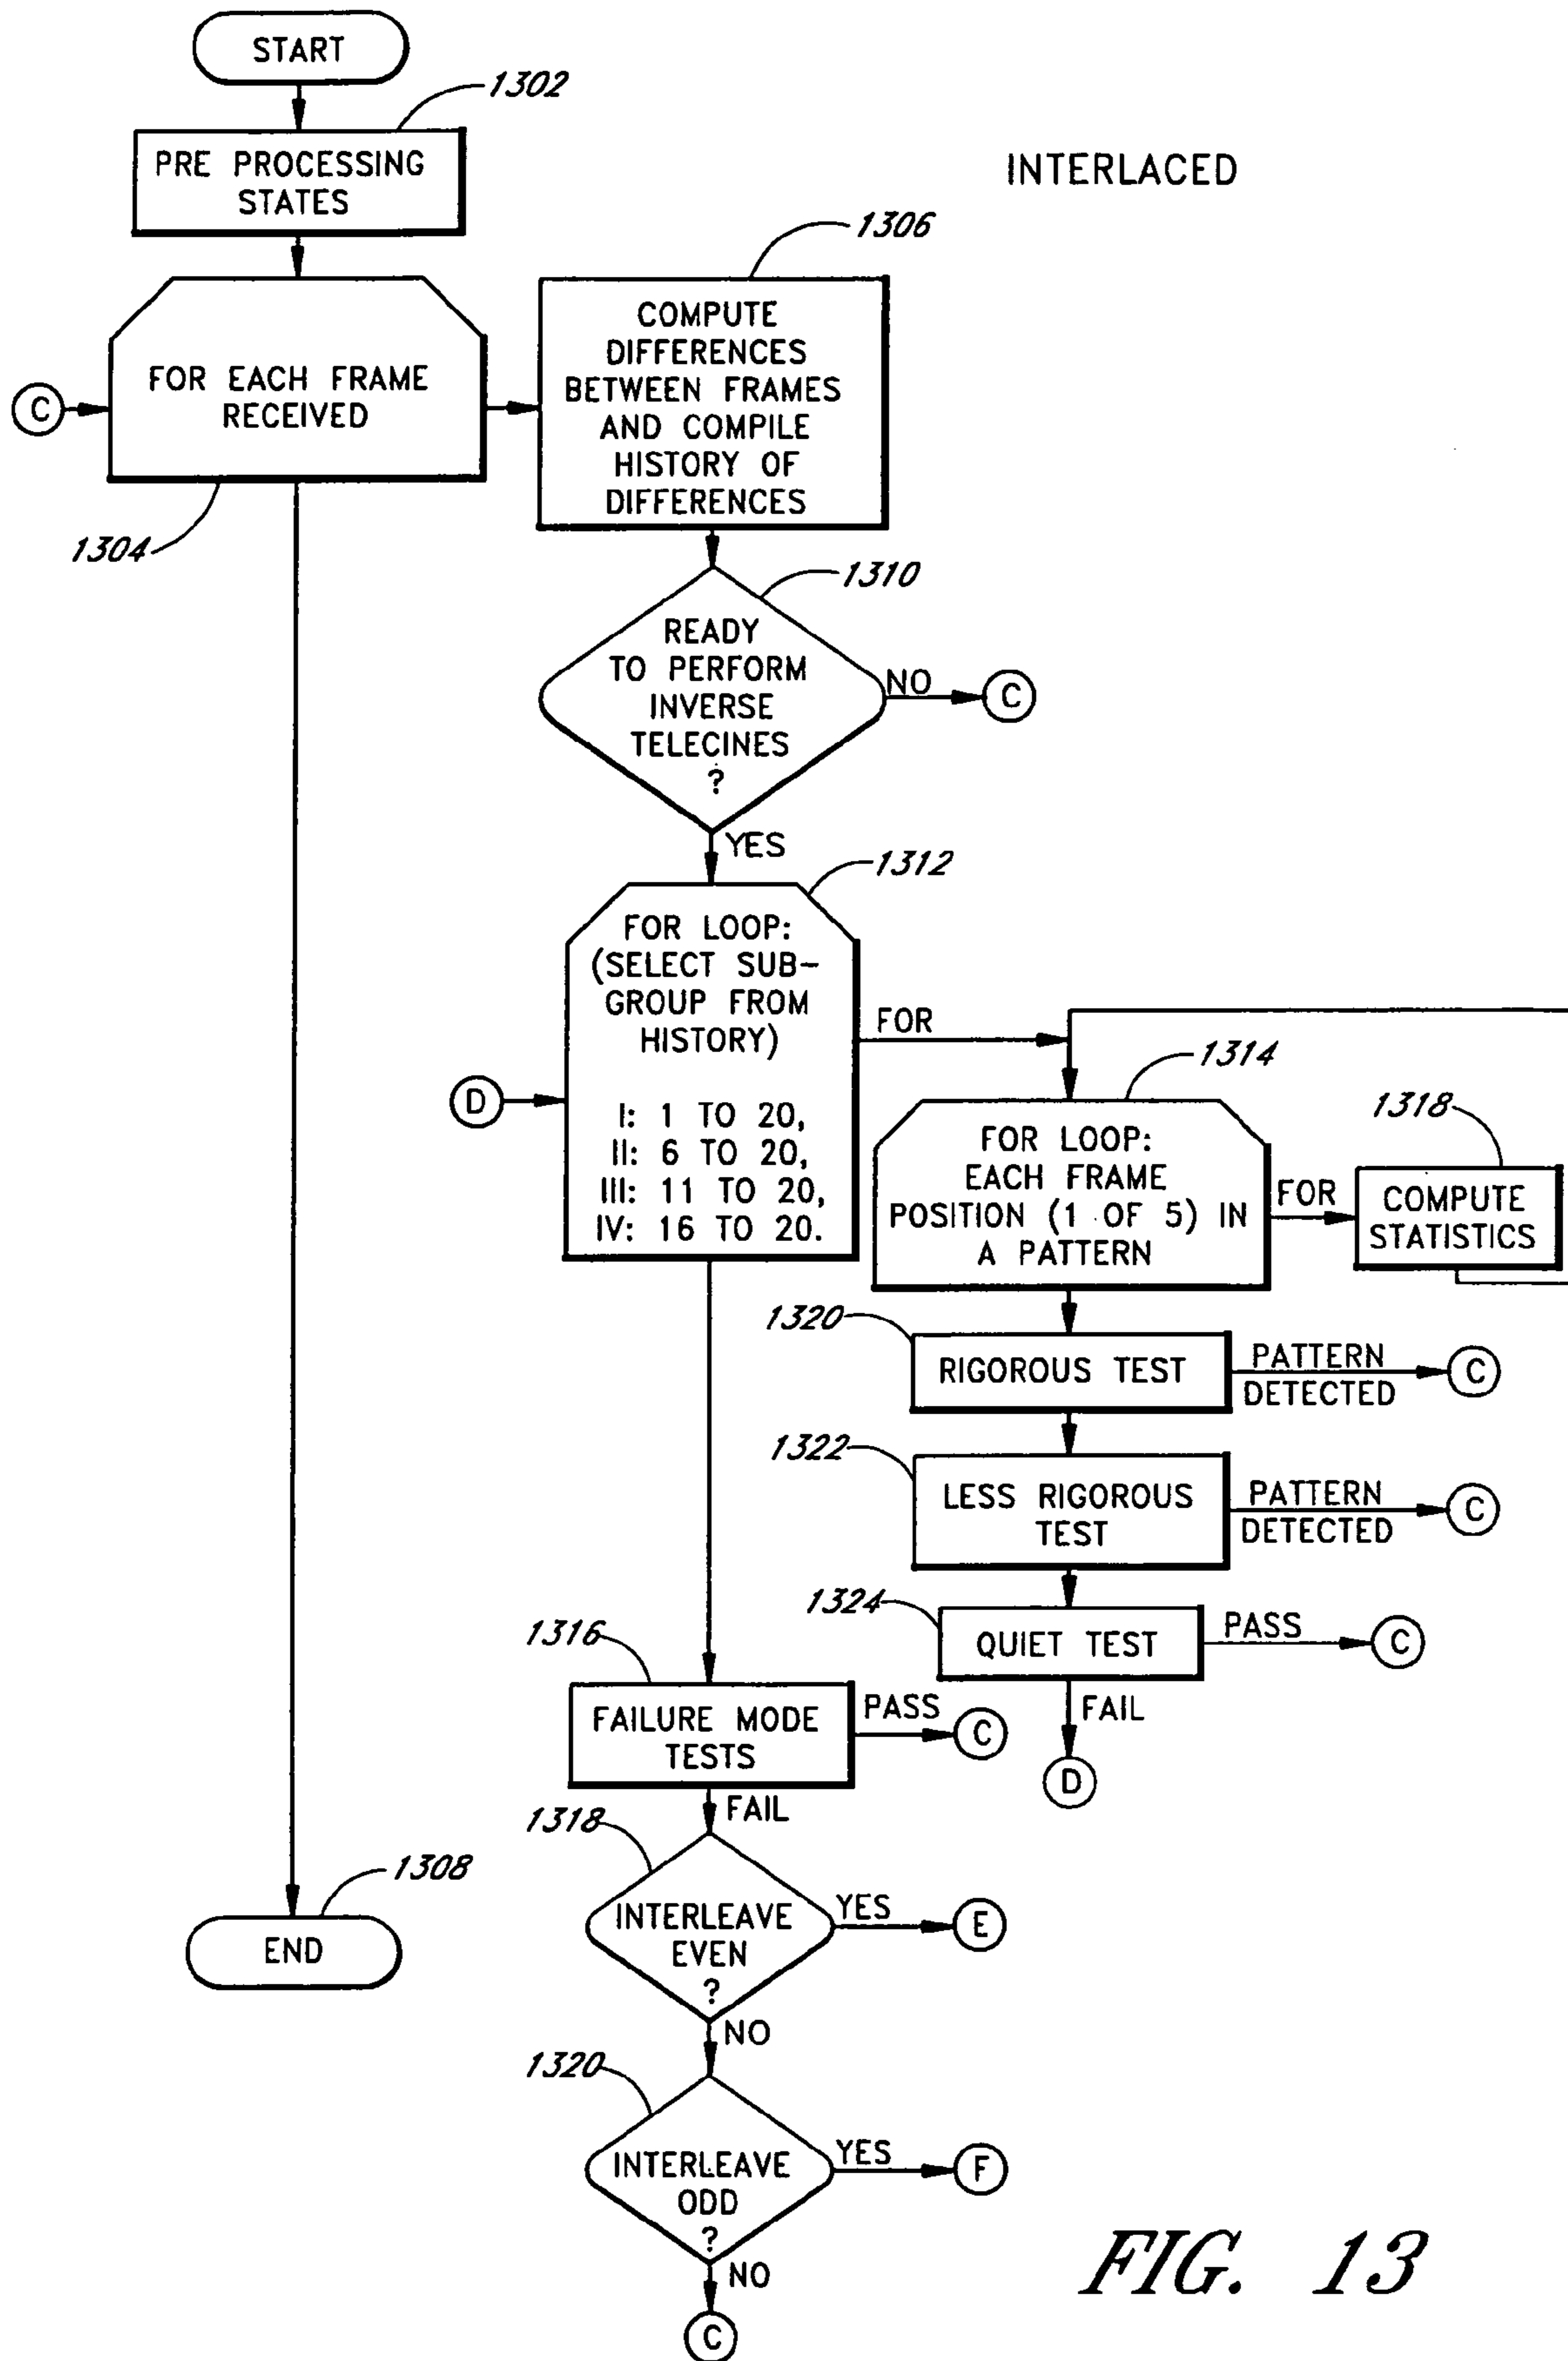 START
1302
PRE PROCESSING
STATES
INTERLACED
1306
COMPUTE
DIFFERENCES
BETWEEN FRAMES
AND COMPILE
HISTORY OF
DIFFERENCES
C
FOR EACH FRAME
RECEIVED
1304
1310
READY
TO PERFORM
INVERSE
TELECINES
?
NO
C
YES
1312
FOR LOOP:
(SELECT SUB-
GROUP FROM
HISTORY)
I: 1 TO 20,
II: 6 TO 20,
III: 11 TO 20,
IV: 16 TO 20.
D
FOR
1314
FOR LOOP:
EACH FRAME
POSITION (1 OF 5) IN
A PATTERN
FOR
1318
COMPUTE
STATISTICS
1320
RIGOROUS TEST
PATTERN
DETECTED
C
1322
LESS RIGOROUS
TEST
PATTERN
DETECTED
C
1324
QUIET TEST
PASS
C
FAIL
D
1316
FAILURE MODE
TESTS
PASS
C
FAIL
1318
INTERLEAVE
EVEN
?
YES
E
NO
1308
END
1320
INTERLEAVE
ODD
?
YES
F
NO
C
FIG. 13